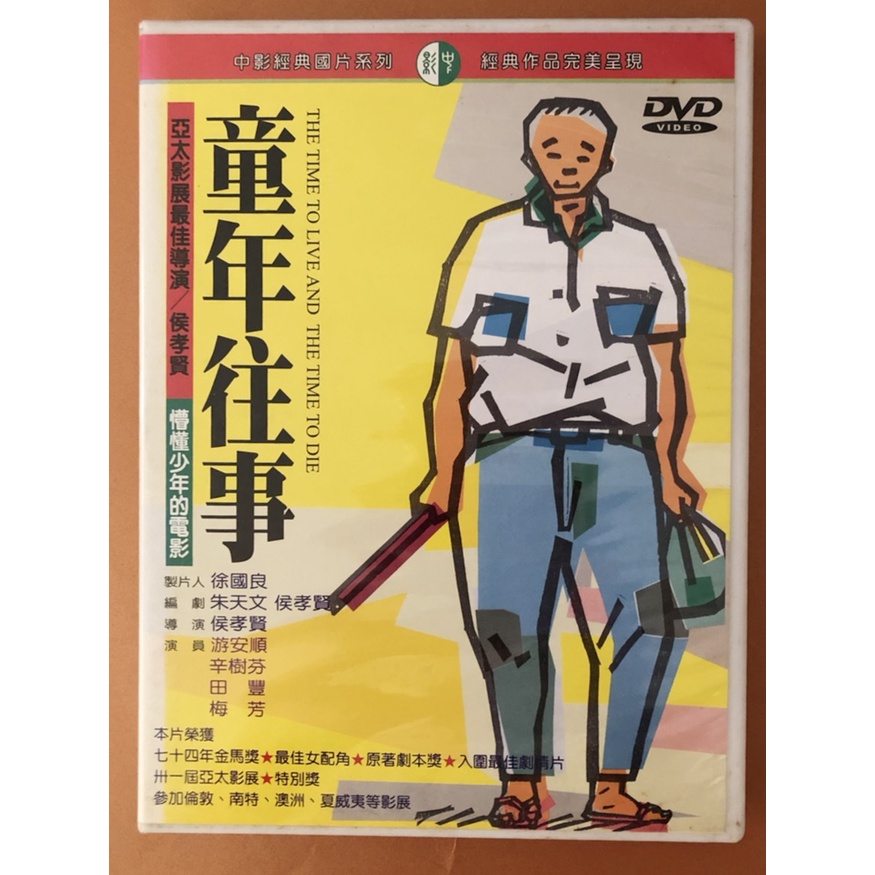 中影經典國片系列 影中 經典作品完美呈現
DVD
VIDEO
童年往事
THE TIME TO LIVE AND THE TIME TO DIE
亞太影展最佳導演／侯孝賢
懵懂少年的電影
製片人 徐國良
編劇 朱天文 侯孝賢
導演 侯孝賢
演員 游安順
辛樹芬
田豐
梅芳
本片榮獲
七十四年金馬獎★最佳女配角★原著劇本獎★入圍最佳劇情片
卅一屆亞太影展★特別獎
參加倫敦、南特、澳洲、夏威夷等影展